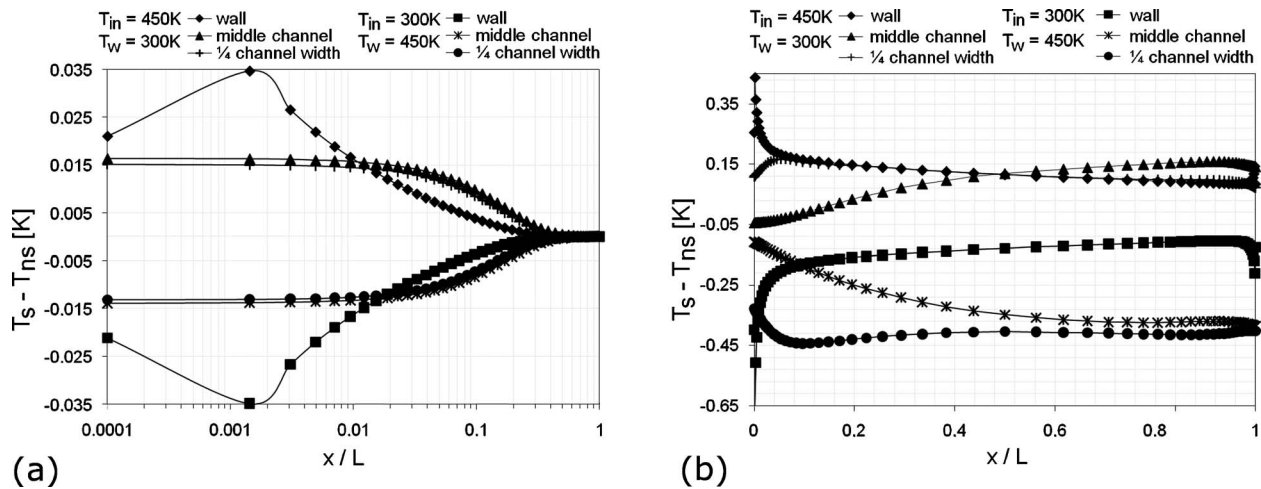 T_in = 450K wall T_in = 300K wall
T_w = 300K middle channel T_w = 450K middle channel
¼ channel width ¼ channel width
0.035
0.025
0.015
0.005
-0.005
-0.015
-0.025
-0.035
T_s - T_ns [K]
0.0001 0.001 0.01 0.1 1
x / L
(a)
T_in = 450K wall T_in = 300K wall
T_w = 300K middle channel T_w = 450K middle channel
¼ channel width ¼ channel width
0.35
0.15
-0.05
-0.25
-0.45
-0.65
T_s - T_ns [K]
0 0.2 0.4 0.6 0.8 1
x / L
(b)